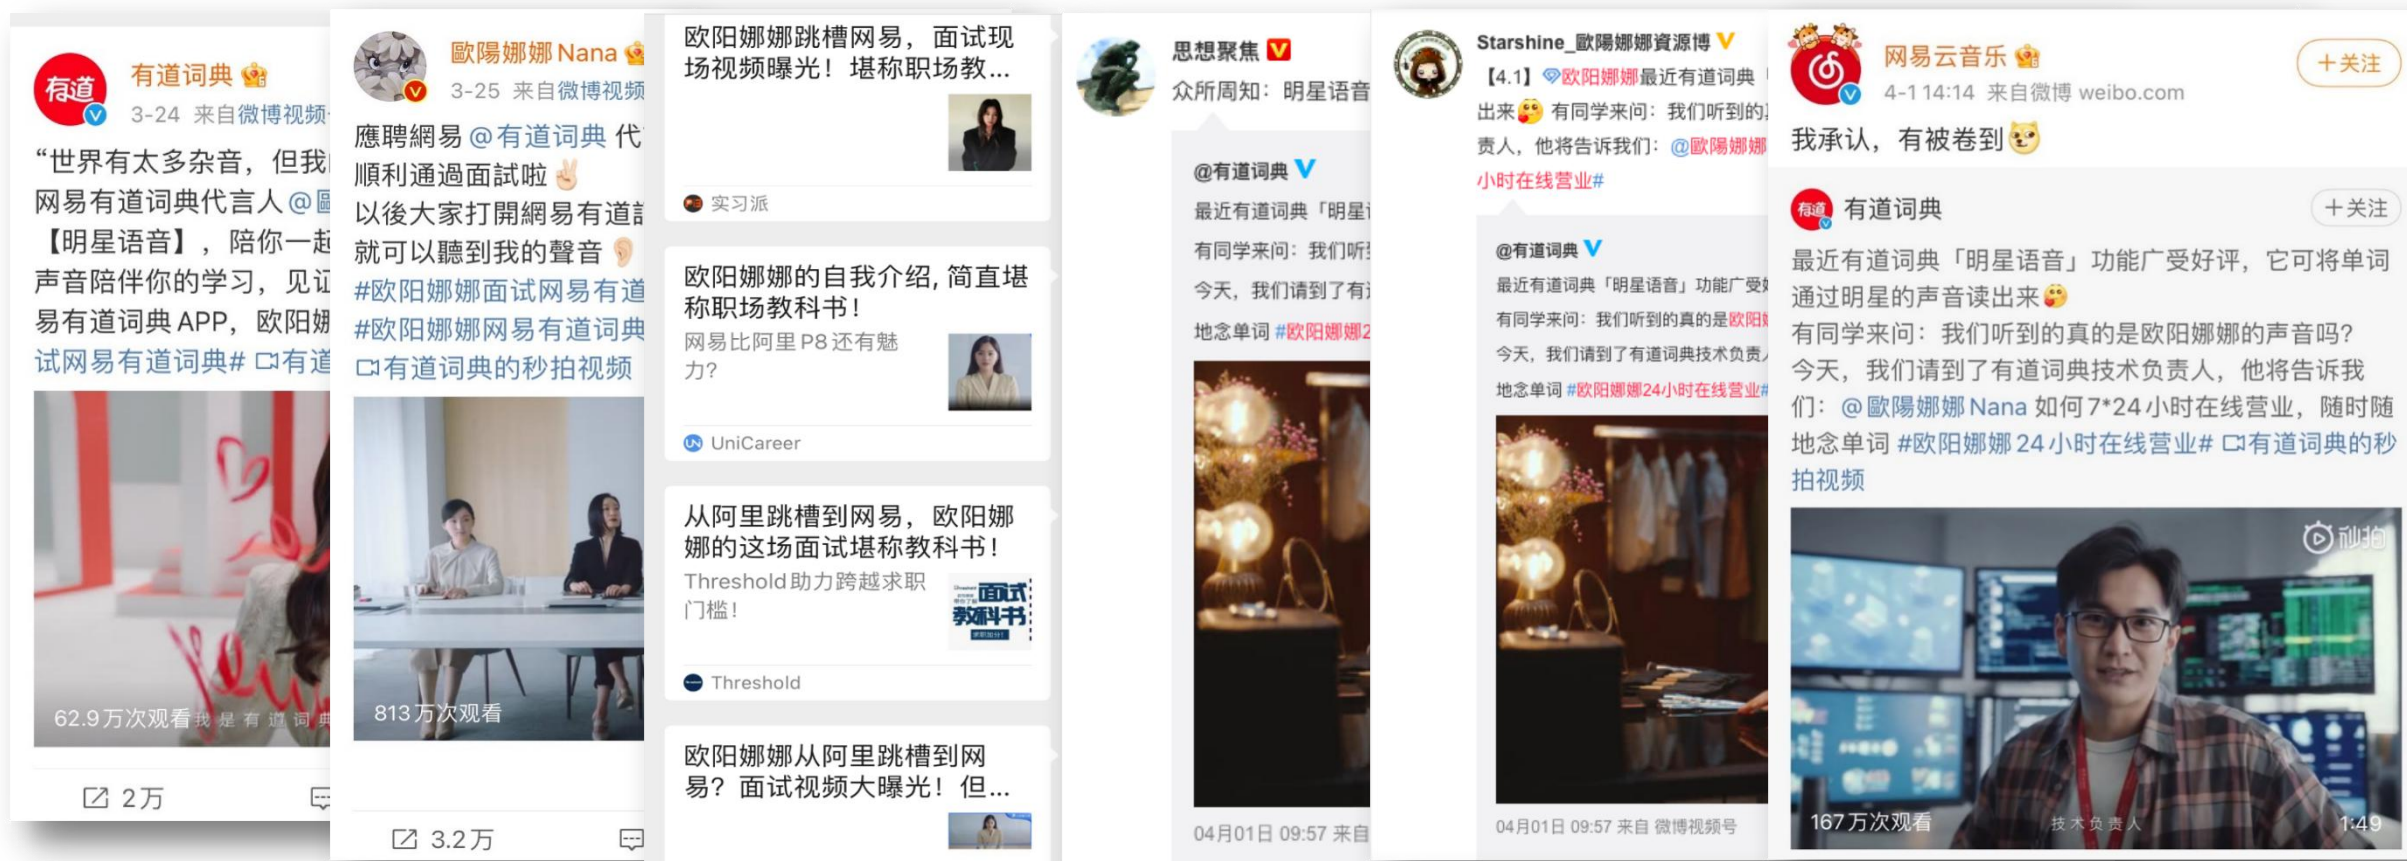 有道
有道词典
3-24 来自微博视频
“世界有太多杂音，但我
网易有道词典代言人@
【明星语音】，陪你一起
声音陪伴你的学习，见证
易有道词典APP，欧阳娜
试网易有道词典# 有道
62.9万次观看
我是有道词典
2万
歐陽娜娜Nana
3-25 来自微博视频
應聘網易@有道词典 代
順利通過面試啦
以後大家打開網易有道
就可以聽到我的聲音
#欧阳娜娜面试网易有道
#欧阳娜娜网易有道词典
有道词典的秒拍视频
813万次观看
3.2万
欧阳娜娜跳槽网易，面试现
场视频曝光！堪称职场教...
实习派
欧阳娜娜的自我介绍, 简直堪
称职场教科书！
网易比阿里P8还有魅
力?
UniCareer
从阿里跳槽到网易，欧阳娜
娜的这场面试堪称教科书！
Threshold助力跨越求职
门槛！
面试
教科书
Threshold
欧阳娜娜从阿里跳槽到网
易？面试视频大曝光！但...
思想聚焦
众所周知：明星语音
@有道词典
最近有道词典「明星
有同学来问：我们听
今天，我们请到了有
地念单词 #欧阳娜娜2
04月01日 09:57 来自
Starshine_歐陽娜娜資源博
【4.1】欧阳娜娜最近有道词典
出来 有同学来问：我们听到的
责人，他将告诉我们：@歐陽娜娜
小时在线营业#
@有道词典
最近有道词典「明星语音」功能广受
有同学来问：我们听到的真的是欧阳
今天，我们请到了有道词典技术负责
地念单词 #欧阳娜娜24小时在线营业#
04月01日 09:57 来自 微博视频号
网易云音乐
+关注
4-1 14:14 来自微博 weibo.com
我承认，有被卷到
有道
有道词典
+关注
最近有道词典「明星语音」功能广受好评，它可将单词
通过明星的声音读出来
有同学来问：我们听到的真的是欧阳娜娜的声音吗？
今天，我们请到了有道词典技术负责人，他将告诉我
们：@歐陽娜娜Nana 如何7*24小时在线营业，随时随
地念单词 #欧阳娜娜24小时在线营业# 有道词典的秒
拍视频
秒拍
167万次观看
技术负责人
1:49